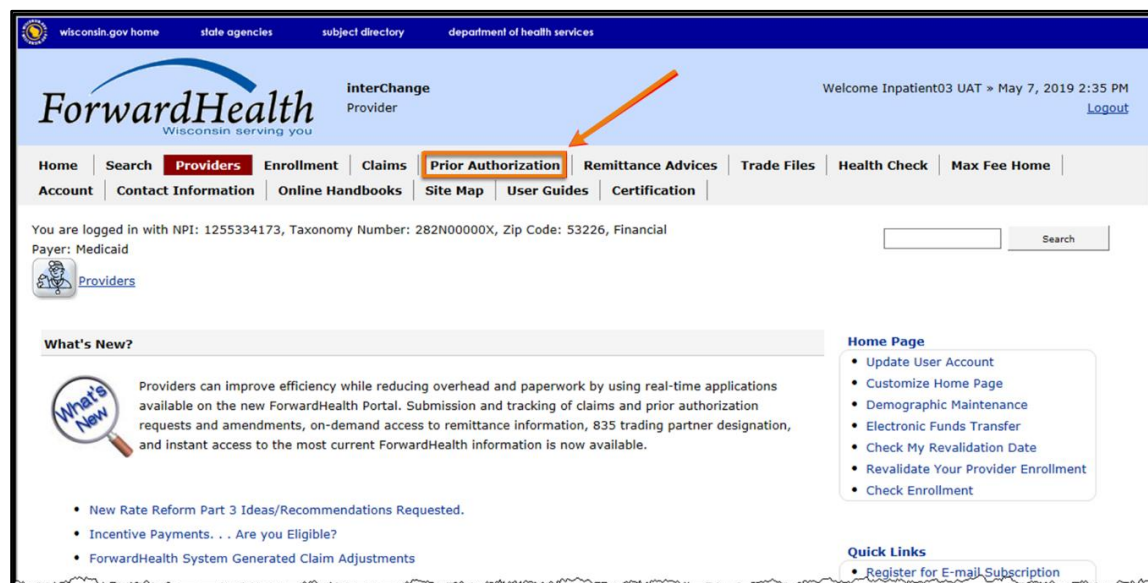 wisconsin.gov home state agencies subject directory department of health services
ForwardHealth
Wisconsin serving you
interChange
Provider
Welcome Inpatient03 UAT » May 7, 2019 2:35 PM
Logout
Home Search Providers Enrollment Claims Prior Authorization Remittance Advices Trade Files Health Check Max Fee Home
Account Contact Information Online Handbooks Site Map User Guides Certification
You are logged in with NPI: 1255334173, Taxonomy Number: 282N00000X, Zip Code: 53226, Financial
Payer: Medicaid
Search
Providers
What's New?
What's
New
Providers can improve efficiency while reducing overhead and paperwork by using real-time applications
available on the new ForwardHealth Portal. Submission and tracking of claims and prior authorization
requests and amendments, on-demand access to remittance information, 835 trading partner designation,
and instant access to the most current ForwardHealth information is now available.
• New Rate Reform Part 3 Ideas/Recommendations Requested.
• Incentive Payments. . . Are you Eligible?
• ForwardHealth System Generated Claim Adjustments
Home Page
• Update User Account
• Customize Home Page
• Demographic Maintenance
• Electronic Funds Transfer
• Check My Revalidation Date
• Revalidate Your Provider Enrollment
• Check Enrollment
Quick Links
• Register for E-mail Subscription